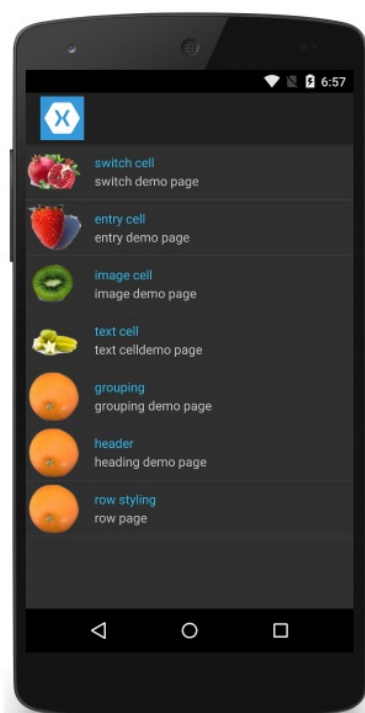 6:57
switch cell
switch demo page
entry cell
entry demo page
image cell
image demo page
text cell
text celldemo page
grouping
grouping demo page
header
heading demo page
row styling
row page